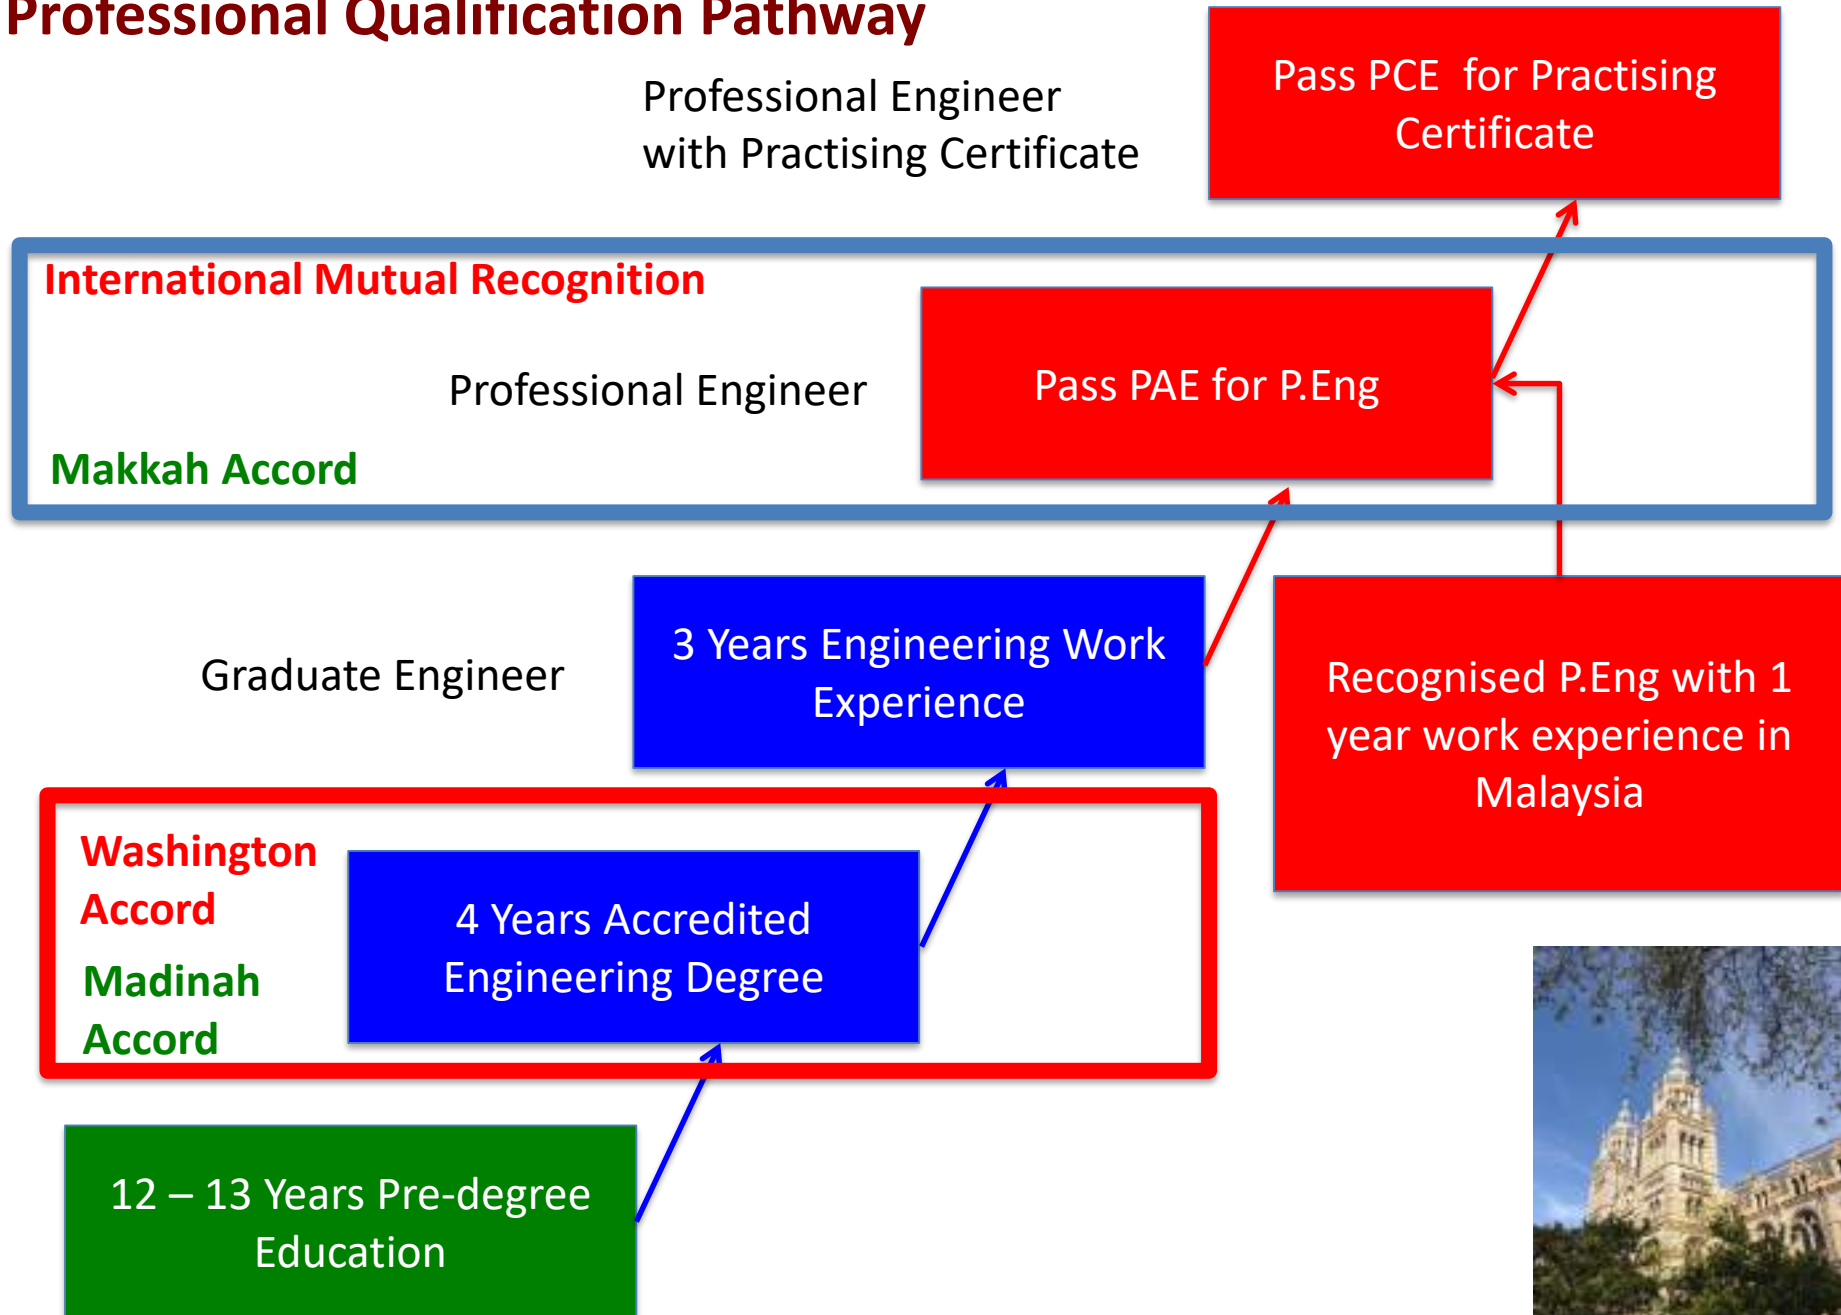 Professional Qualification Pathway
Pass PCE for Practising
Certificate
Professional Engineer
with Practising Certificate
International Mutual Recognition
Professional Engineer
Pass PAE for P.Eng
Makkah Accord
Graduate Engineer
3 Years Engineering Work
Experience
Recognised P.Eng with 1
year work experience in
Malaysia
Washington
Accord
Madinah
Accord
4 Years Accredited
Engineering Degree
12 – 13 Years Pre-degree
Education